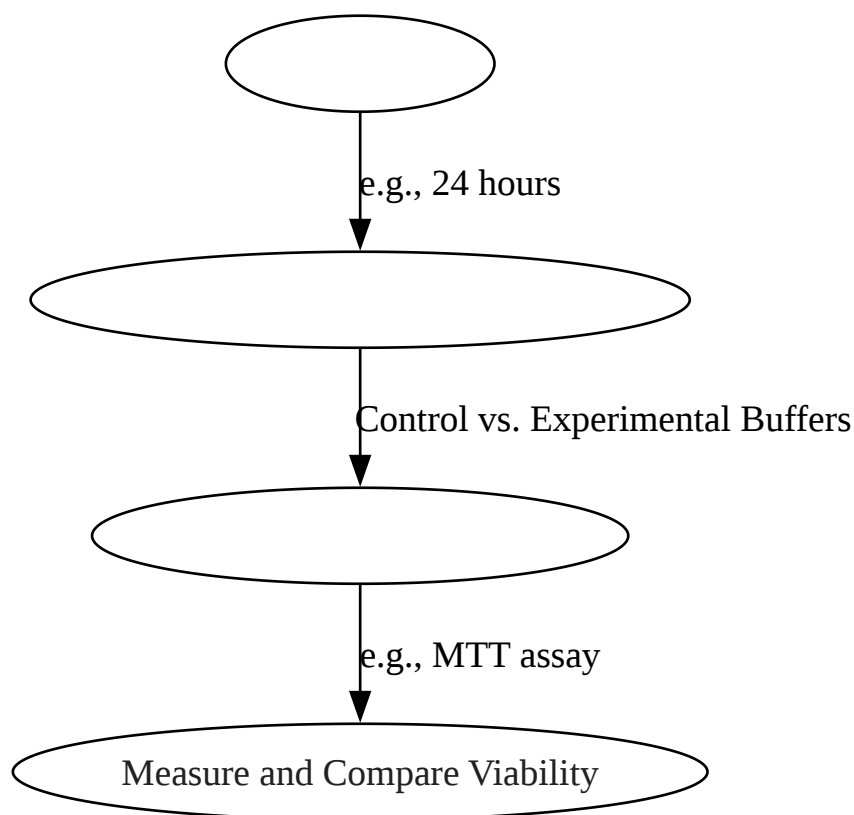 e.g., 24 hours
Control vs. Experimental Buffers
e.g., MTT assay
Measure and Compare Viability